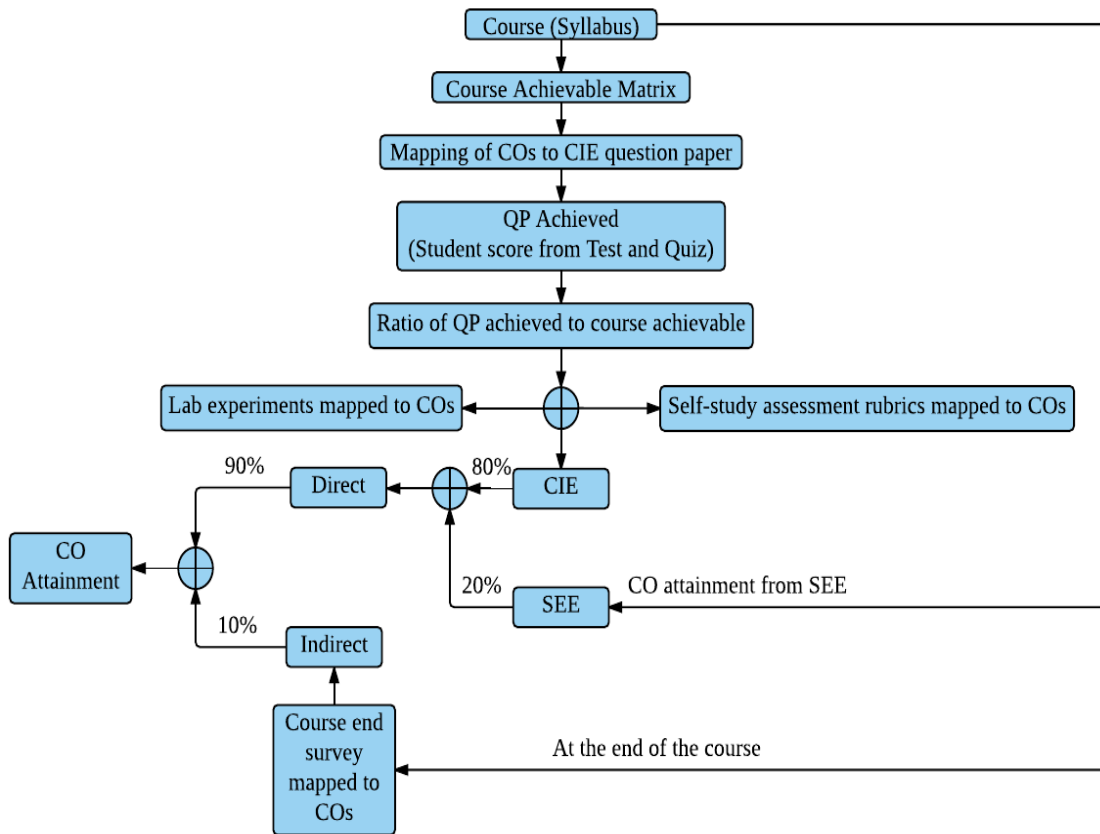 Course (Syllabus)
Course Achievable Matrix
Mapping of COs to CIE question paper
QP Achieved
(Student score from Test and Quiz)
Ratio of QP achieved to course achievable
Lab experiments mapped to COs
Self-study assessment rubrics mapped to COs
90%
Direct
80%
CIE
CO
Attainment
20%
SEE
CO attainment from SEE
10%
Indirect
Course end
survey
mapped to
COs
At the end of the course